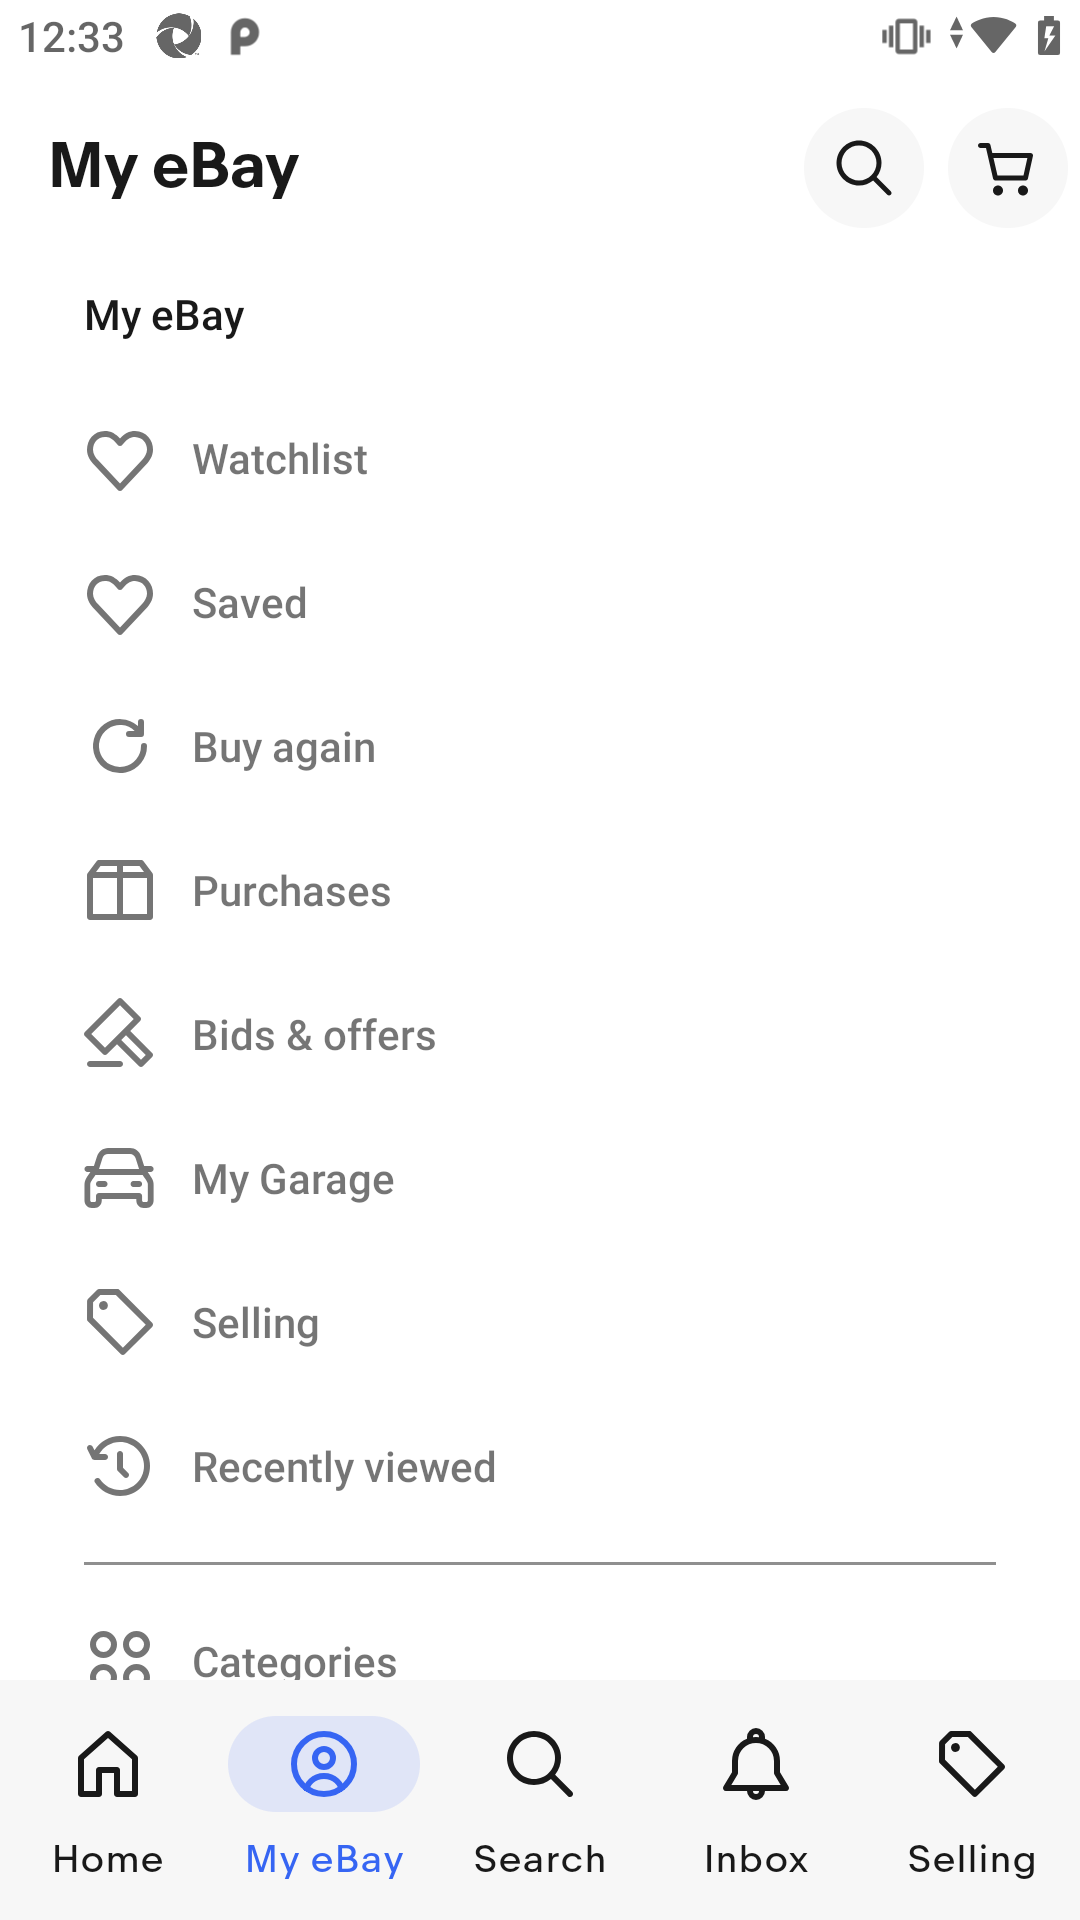 12:33
My eBay
My eBay
Watchlist
Saved
Buy again
Purchases
Bids & offers
My Garage
Selling
Recently viewed
Categories
Home
My eBay
Search
Inbox
Selling